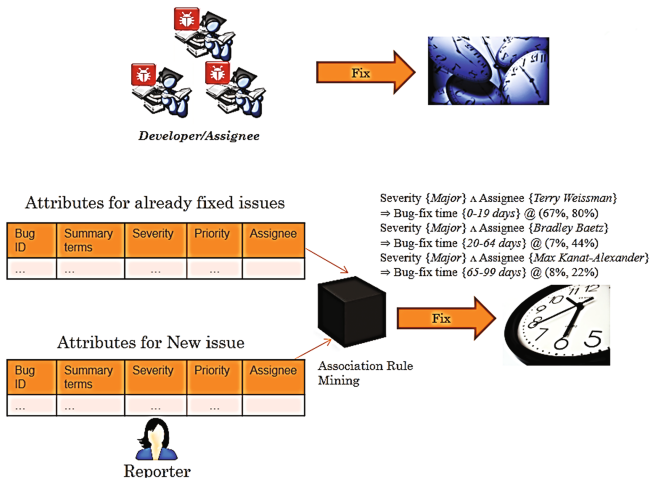 Fix
Developer/Assignee
Severity {Major} ∧ Assignee {Terry Weissman}
⇒ Bug-fix time {0-19 days} @ (67%, 80%)
Severity {Major} ∧ Assignee {Bradley Baetz}
⇒ Bug-fix time {20-64 days} @ (7%, 44%)
Severity {Major} ∧ Assignee {Max Kanat-Alexander}
⇒ Bug-fix time {65-99 days} @ (8%, 22%)
Attributes for already fixed issues
Bug ID Summary terms Severity Priority Assignee
... ... ... ...
Fix
Attributes for New issue
Association Rule
Mining
Bug ID Summary terms Severity Priority Assignee
... ... ... ...
Reporter